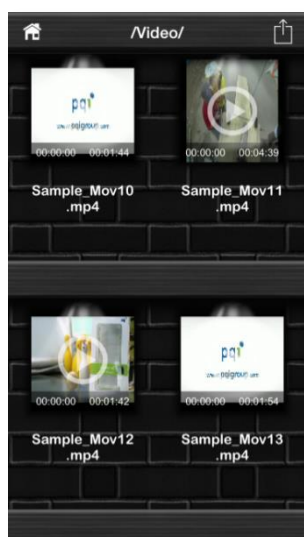 /Video/
pqi
00:00:00 00:01:44
00:00:00 00:04:39
Sample_Mov10
.mp4
Sample_Mov11
.mp4
pqi
00:00:00 00:01:42
00:00:00 00:01:54
Sample_Mov12
.mp4
Sample_Mov13
.mp4